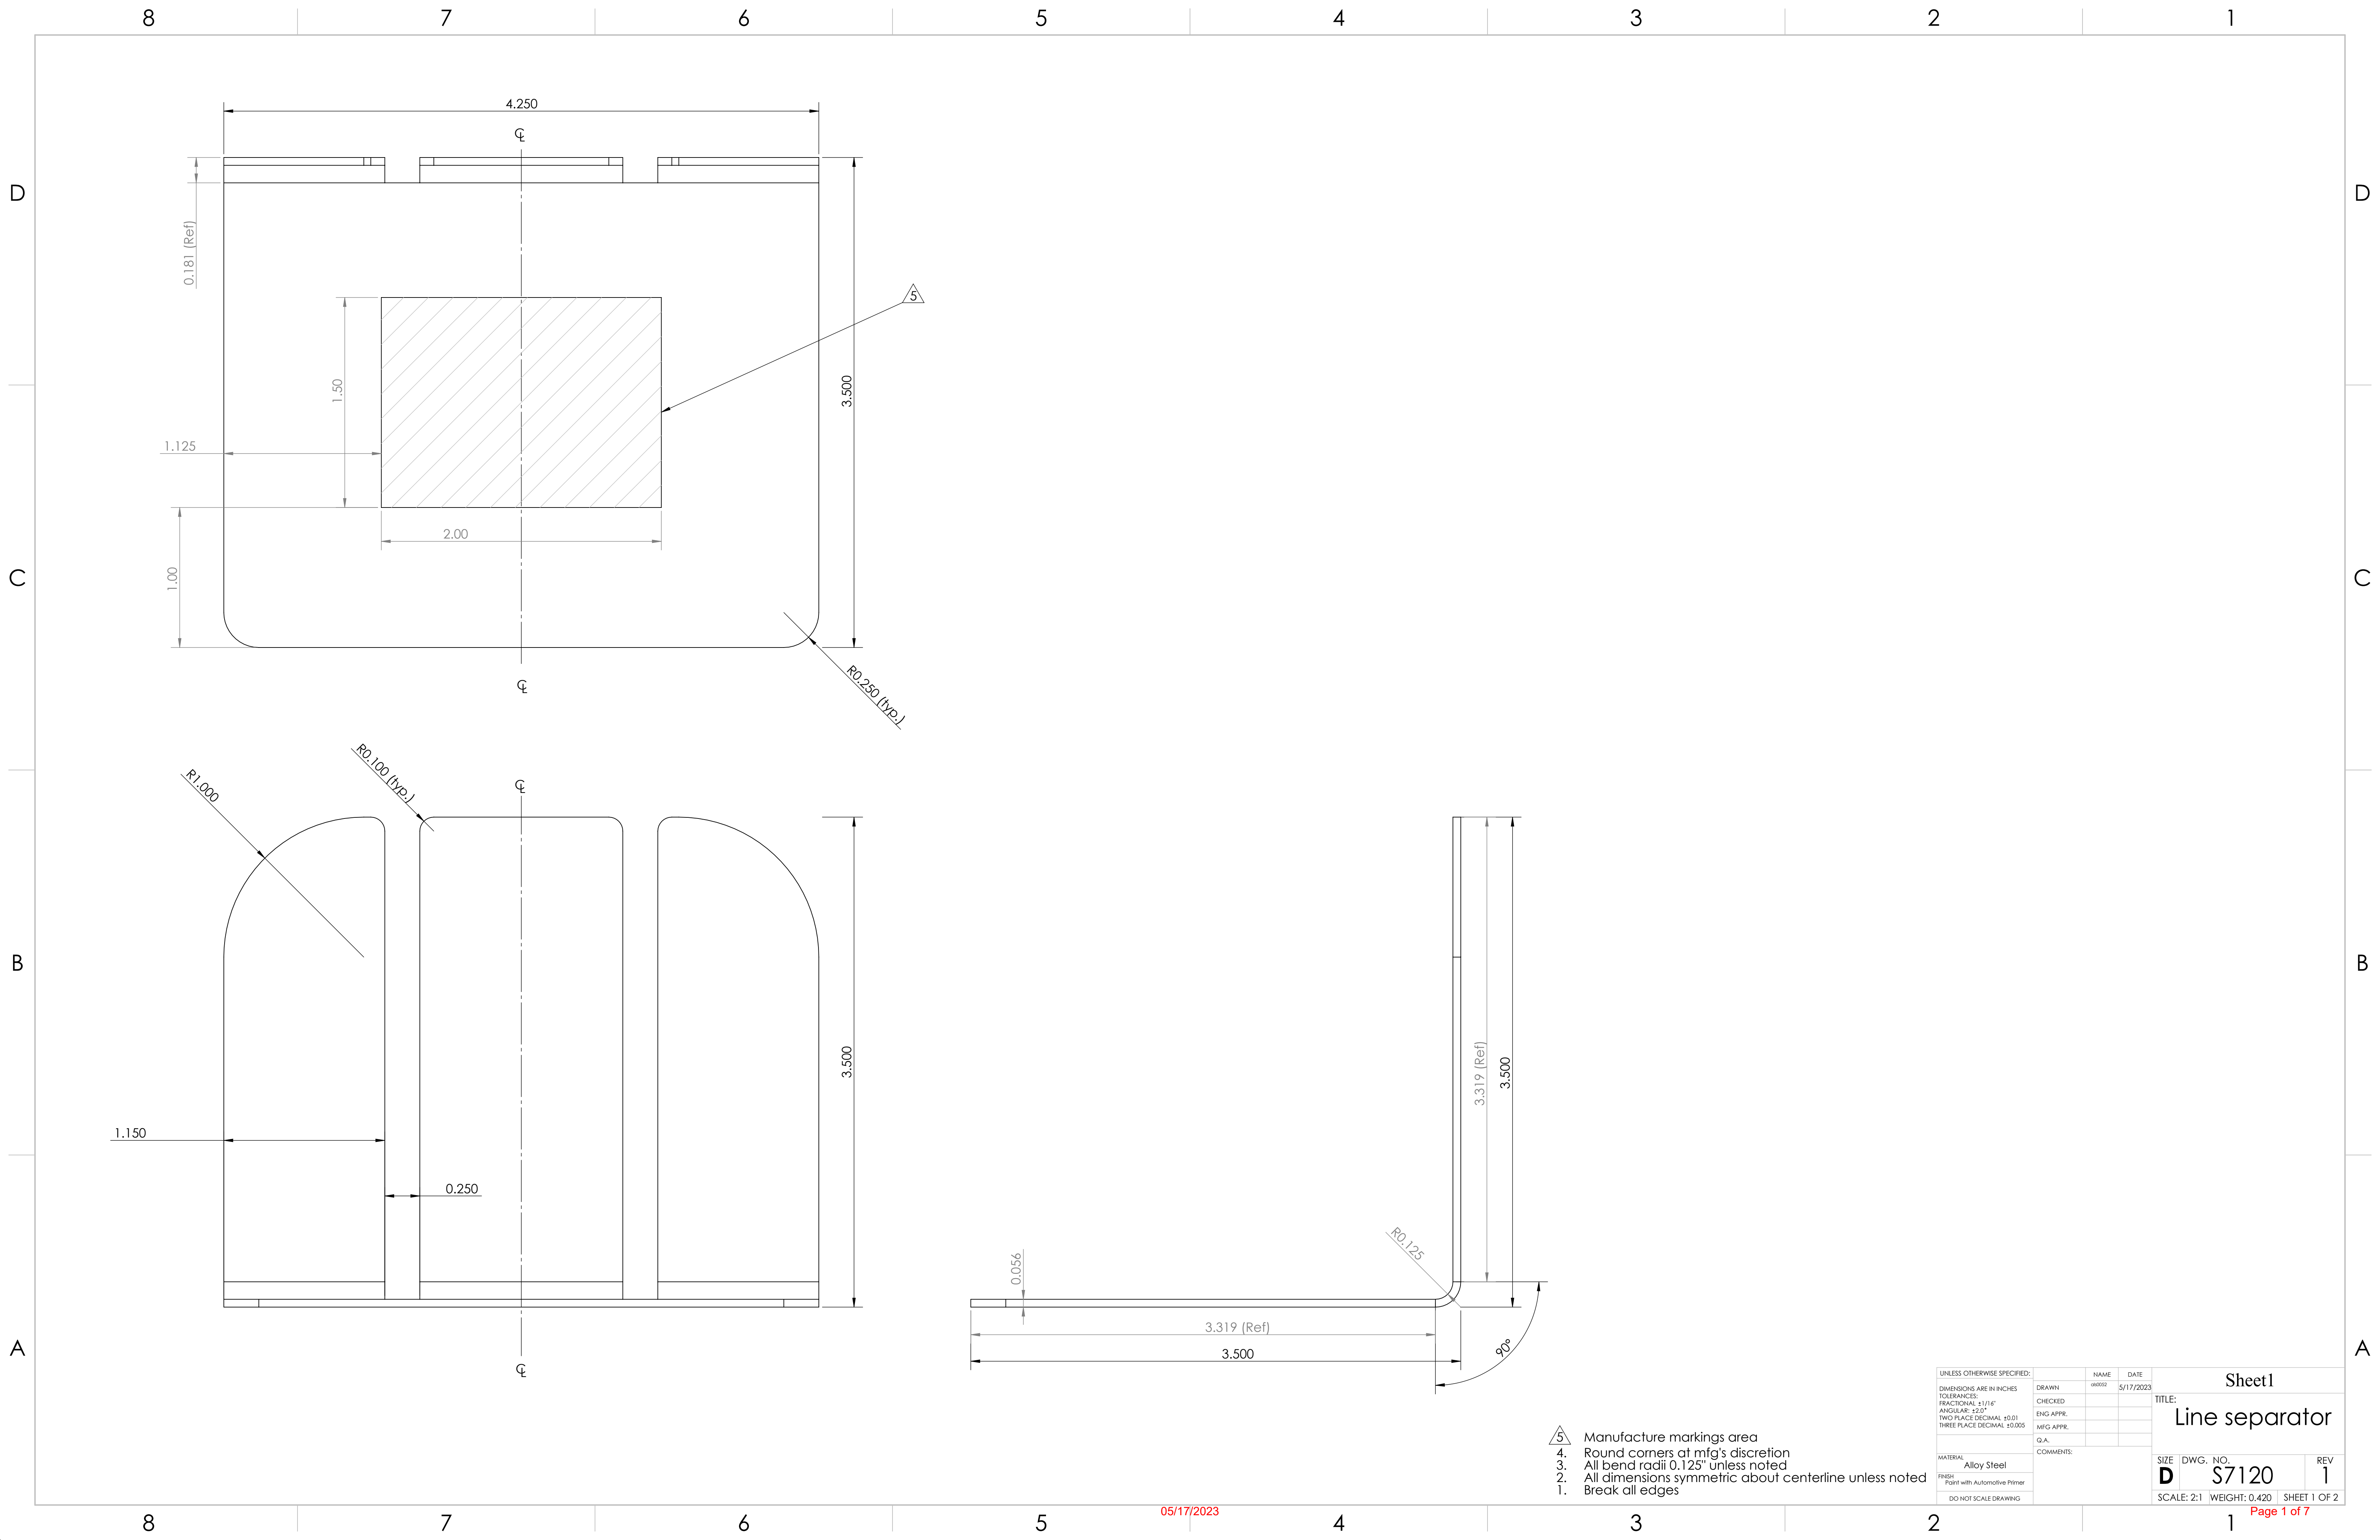 8 7 6 5 4 3 2 1
D D
C C
B B
A A
4.250
℄
0.181 (Ref)
5
1.50
3.500
1.125
2.00
1.00
℄
R0.250 (typ.)
R0.100 (typ.)
R1.000
℄
3.500
3.319 (Ref)
3.500
1.150
0.250
R0.125
0.056
3.319 (Ref)
3.500
90°
℄
5 Manufacture markings area
4. Round corners at mfg's discretion
3. All bend radii 0.125" unless noted
2. All dimensions symmetric about centerline unless noted
1. Break all edges
UNLESS OTHERWISE SPECIFIED:
DIMENSIONS ARE IN INCHES
TOLERANCES:
FRACTIONAL ±1/16"
ANGULAR: ±2.0°
TWO PLACE DECIMAL ±0.01
THREE PLACE DECIMAL ±0.005
MATERIAL
Alloy Steel
FINISH
Paint with Automotive Primer
DO NOT SCALE DRAWING
NAME DATE
DRAWN 5/17/2023
CHECKED
ENG APPR.
MFG APPR.
Q.A.
COMMENTS:
Sheet1
TITLE:
Line separator
SIZE DWG. NO. REV
D S7120 1
SCALE: 2:1 WEIGHT: 0.420 SHEET 1 OF 2
05/17/2023
Page 1 of 7
8 7 6 5 4 3 2 1